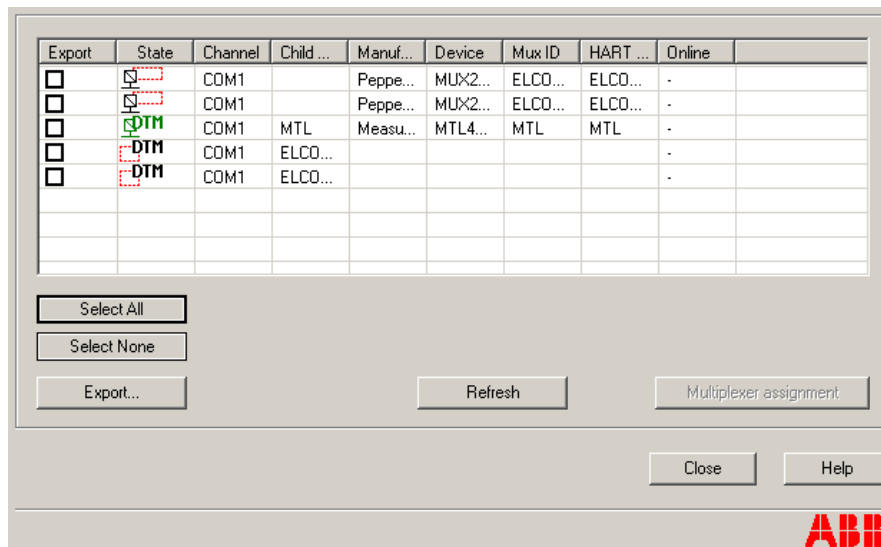 Export State Channel Child ... Manuf... Device Mux ID HART ... Online
COM1 Peppe... MUX2... ELCO... ELCO... -
COM1 Peppe... MUX2... ELCO... ELCO... -
DTM COM1 MTL Measu... MTL4... MTL MTL -
DTM COM1 ELCO... -
DTM COM1 ELCO... -
Select All
Select None
Export... Refresh Multiplexer assignment
Close Help
ABB